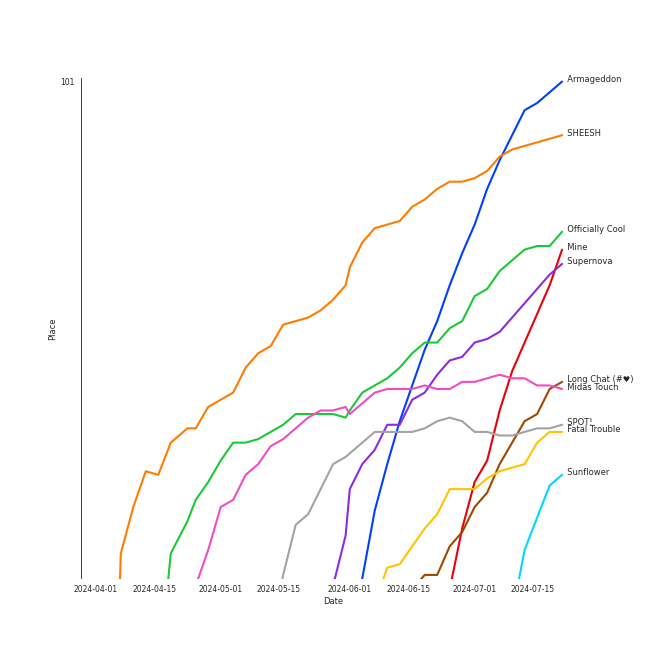 101
Armageddon
SHEESH
Officially Cool
Mine
Supernova
Place
Long Chat (#♥)
Midas Touch
SPOT!
Fatal Trouble
Sunflower
2024-04-01 2024-04-15 2024-05-01 2024-05-15 2024-06-01 2024-06-15 2024-07-01 2024-07-15
Date